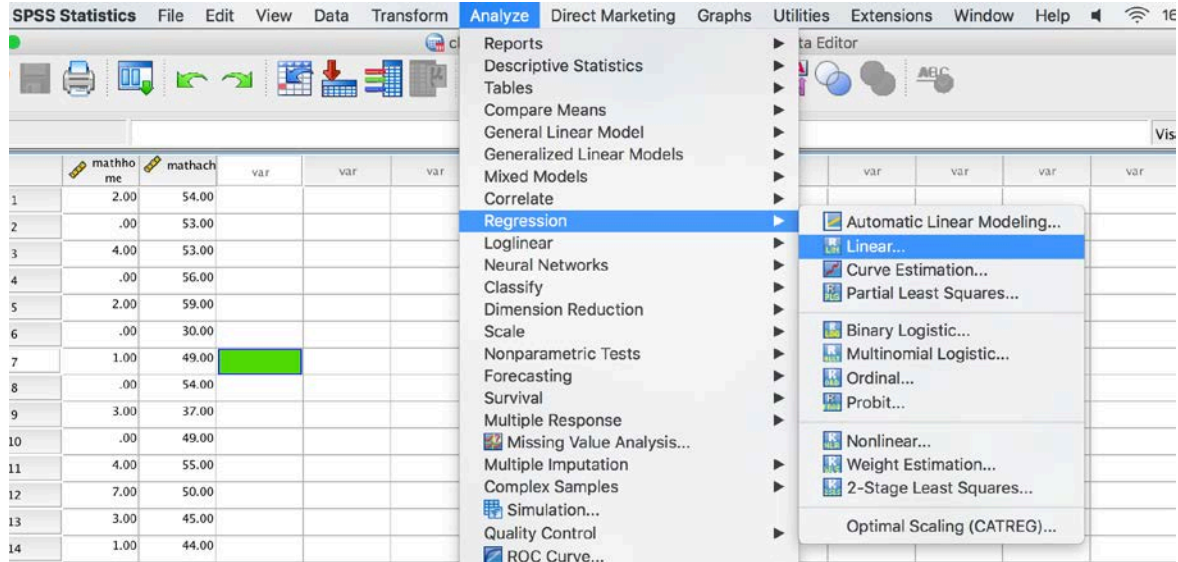 SPSS Statistics File Edit View Data Transform Analyze Direct Marketing Graphs Utilities Extensions Window Help
ta Editor
Reports
Descriptive Statistics
Tables
Compare Means
General Linear Model
Generalized Linear Models
Mixed Models
Correlate
Regression
Loglinear
Neural Networks
Classify
Dimension Reduction
Scale
Nonparametric Tests
Forecasting
Survival
Multiple Response
Missing Value Analysis...
Multiple Imputation
Complex Samples
Simulation...
Quality Control
ROC Curve...
Automatic Linear Modeling...
Linear...
Curve Estimation...
Partial Least Squares...
Binary Logistic...
Multinomial Logistic...
Ordinal...
Probit...
Nonlinear...
Weight Estimation...
2-Stage Least Squares...
Optimal Scaling (CATREG)...
mathho
me mathach var var var var var var var
1 2.00 54.00
2 .00 53.00
3 4.00 53.00
4 .00 56.00
5 2.00 59.00
6 .00 30.00
7 1.00 49.00
8 .00 54.00
9 3.00 37.00
10 .00 49.00
11 4.00 55.00
12 7.00 50.00
13 3.00 45.00
14 1.00 44.00